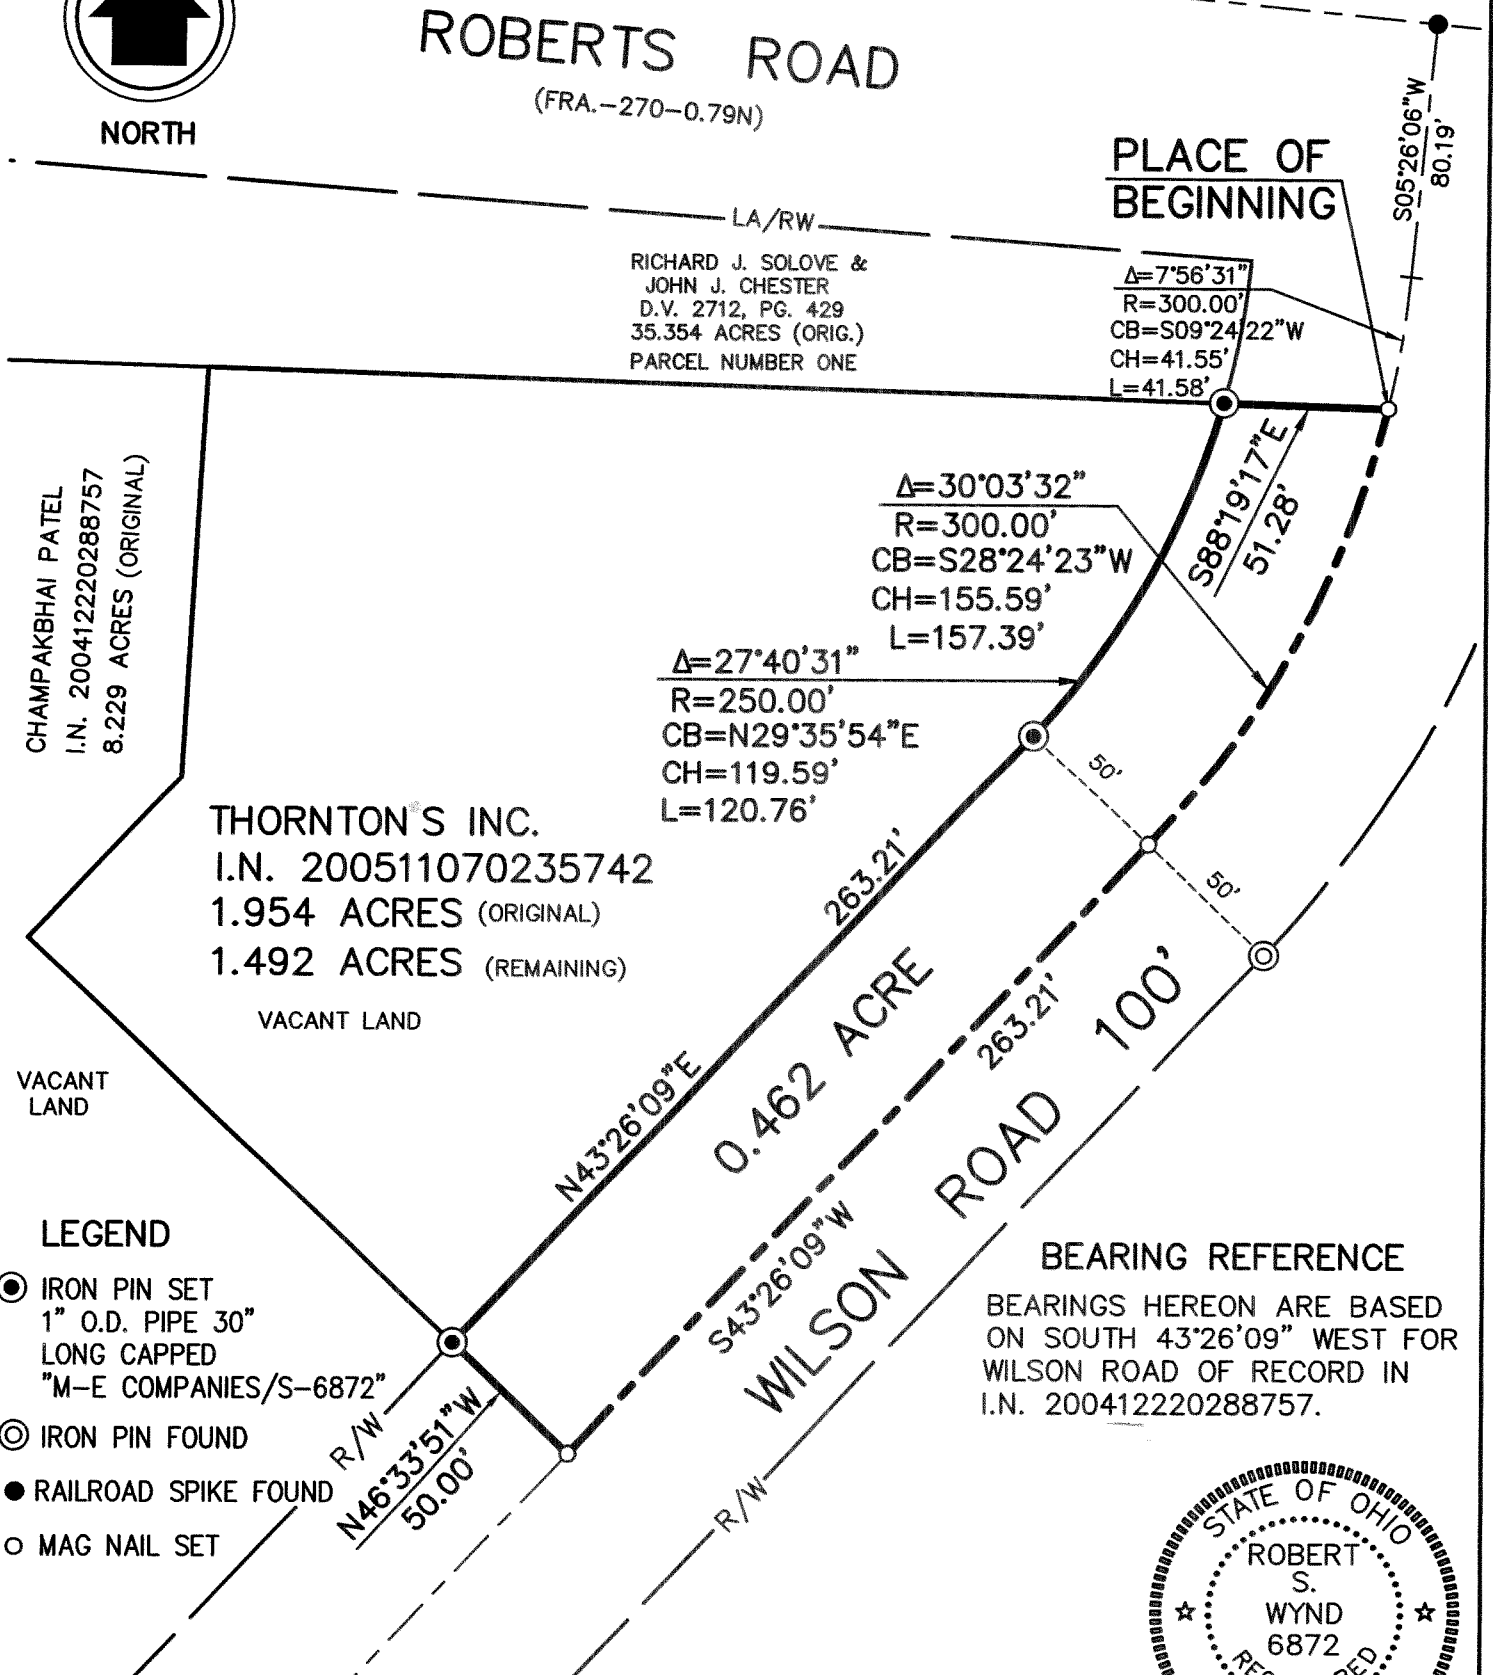 ROBERTS ROAD
(FRA.-270-0.79N)
NORTH
S05°26'06"W
80.19'
PLACE OF
BEGINNING
LA/RW
RICHARD J. SOLOVE &
JOHN J. CHESTER
D.V. 2712, PG. 429
35.354 ACRES (ORIG.)
PARCEL NUMBER ONE
Δ=7°56'31"
R=300.00'
CB=S09°24'22"W
CH=41.55'
L=41.58'
CHAMPAKBHAI PATEL
I.N. 200412220288757
8.229 ACRES (ORIGINAL)
Δ=30°03'32"
R=300.00'
CB=S28°24'23"W
CH=155.59'
L=157.39'
S88°19'17"E
51.28'
Δ=27°40'31"
R=250.00'
CB=N29°35'54"E
CH=119.59'
L=120.76'
50'
50'
THORNTON'S INC.
I.N. 200511070235742
1.954 ACRES (ORIGINAL)
1.492 ACRES (REMAINING)
VACANT LAND
VACANT
LAND
263.21'
N43°26'09"E
0.462 ACRE
263.21'
S43°26'09"W
WILSON ROAD 100'
LEGEND
IRON PIN SET
1" O.D. PIPE 30"
LONG CAPPED
"M-E COMPANIES/S-6872"
IRON PIN FOUND
RAILROAD SPIKE FOUND
MAG NAIL SET
R/W
N46°33'51"W
50.00'
R/W
BEARING REFERENCE
BEARINGS HEREON ARE BASED
ON SOUTH 43°26'09" WEST FOR
WILSON ROAD OF RECORD IN
I.N. 200412220288757.
STATE OF OHIO
ROBERT
S.
WYND
6872